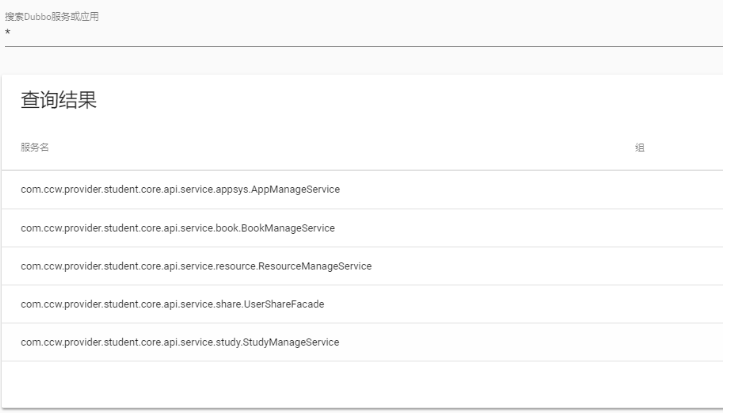 搜索Dubbo服务或应用
*
查询结果
服务名 组
com.ccw.provider.student.core.api.service.appsys.AppManageService
com.ccw.provider.student.core.api.service.book.BookManageService
com.ccw.provider.student.core.api.service.resource.ResourceManageService
com.ccw.provider.student.core.api.service.share.UserShareFacade
com.ccw.provider.student.core.api.service.study.StudyManageService